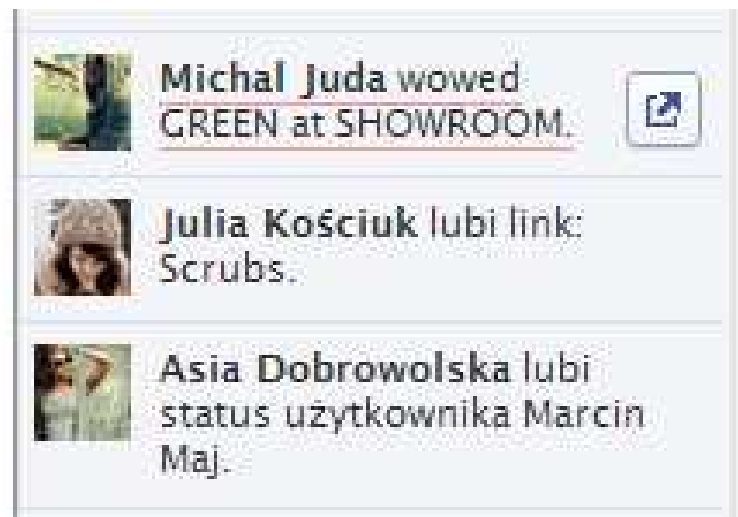 Michal Juda wowed
GREEN at SHOWROOM.
Julia Kościuk lubi link:
Scrubs.
Asia Dobrowolska lubi
status użytkownika Marcin
Maj.